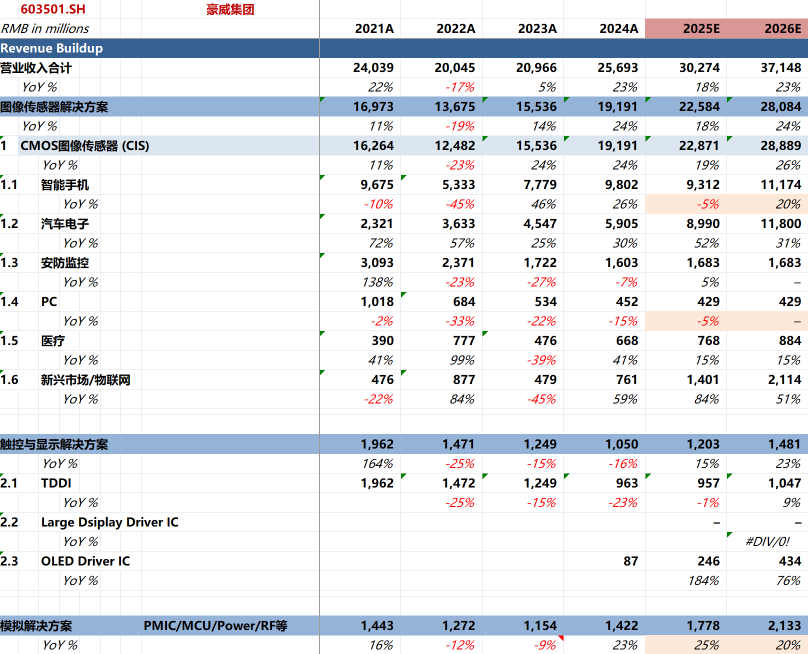 603501.SH 豪威集团
RMB in millions 2021A 2022A 2023A 2024A 2025E 2026E
Revenue Buildup
营业收入合计 24,039 20,045 20,966 25,693 30,274 37,148
YoY % 22% -17% 5% 23% 18% 23%
图像传感器解决方案 16,973 13,675 15,536 19,191 22,584 28,084
YoY % 11% -19% 14% 24% 18% 24%
1 CMOS图像传感器 (CIS) 16,264 12,482 15,536 19,191 22,871 28,889
YoY % 11% -23% 24% 24% 19% 26%
1.1 智能手机 9,675 5,333 7,779 9,802 9,312 11,174
YoY % -10% -45% 46% 26% -5% 20%
1.2 汽车电子 2,321 3,633 4,547 5,905 8,990 11,800
YoY % 72% 57% 25% 30% 52% 31%
1.3 安防监控 3,093 2,371 1,722 1,603 1,683 1,683
YoY % 138% -23% -27% -7% 5% –
1.4 PC 1,018 684 534 452 429 429
YoY % -2% -33% -22% -15% -5% –
1.5 医疗 390 777 476 668 768 884
YoY % 41% 99% -39% 41% 15% 15%
1.6 新兴市场/物联网 476 877 479 761 1,401 2,114
YoY % -22% 84% -45% 59% 84% 51%
触控与显示解决方案 1,962 1,471 1,249 1,050 1,203 1,481
YoY % 164% -25% -15% -16% 15% 23%
2.1 TDDI 1,962 1,472 1,249 963 957 1,047
YoY % -25% -15% -23% -1% 9%
2.2 Large Dsiplay Driver IC – –
YoY % #DIV/0!
2.3 OLED Driver IC 87 246 434
YoY % 184% 76%
模拟解决方案 PMIC/MCU/Power/RF等 1,443 1,272 1,154 1,422 1,778 2,133
YoY % 16% -12% -9% 23% 25% 20%